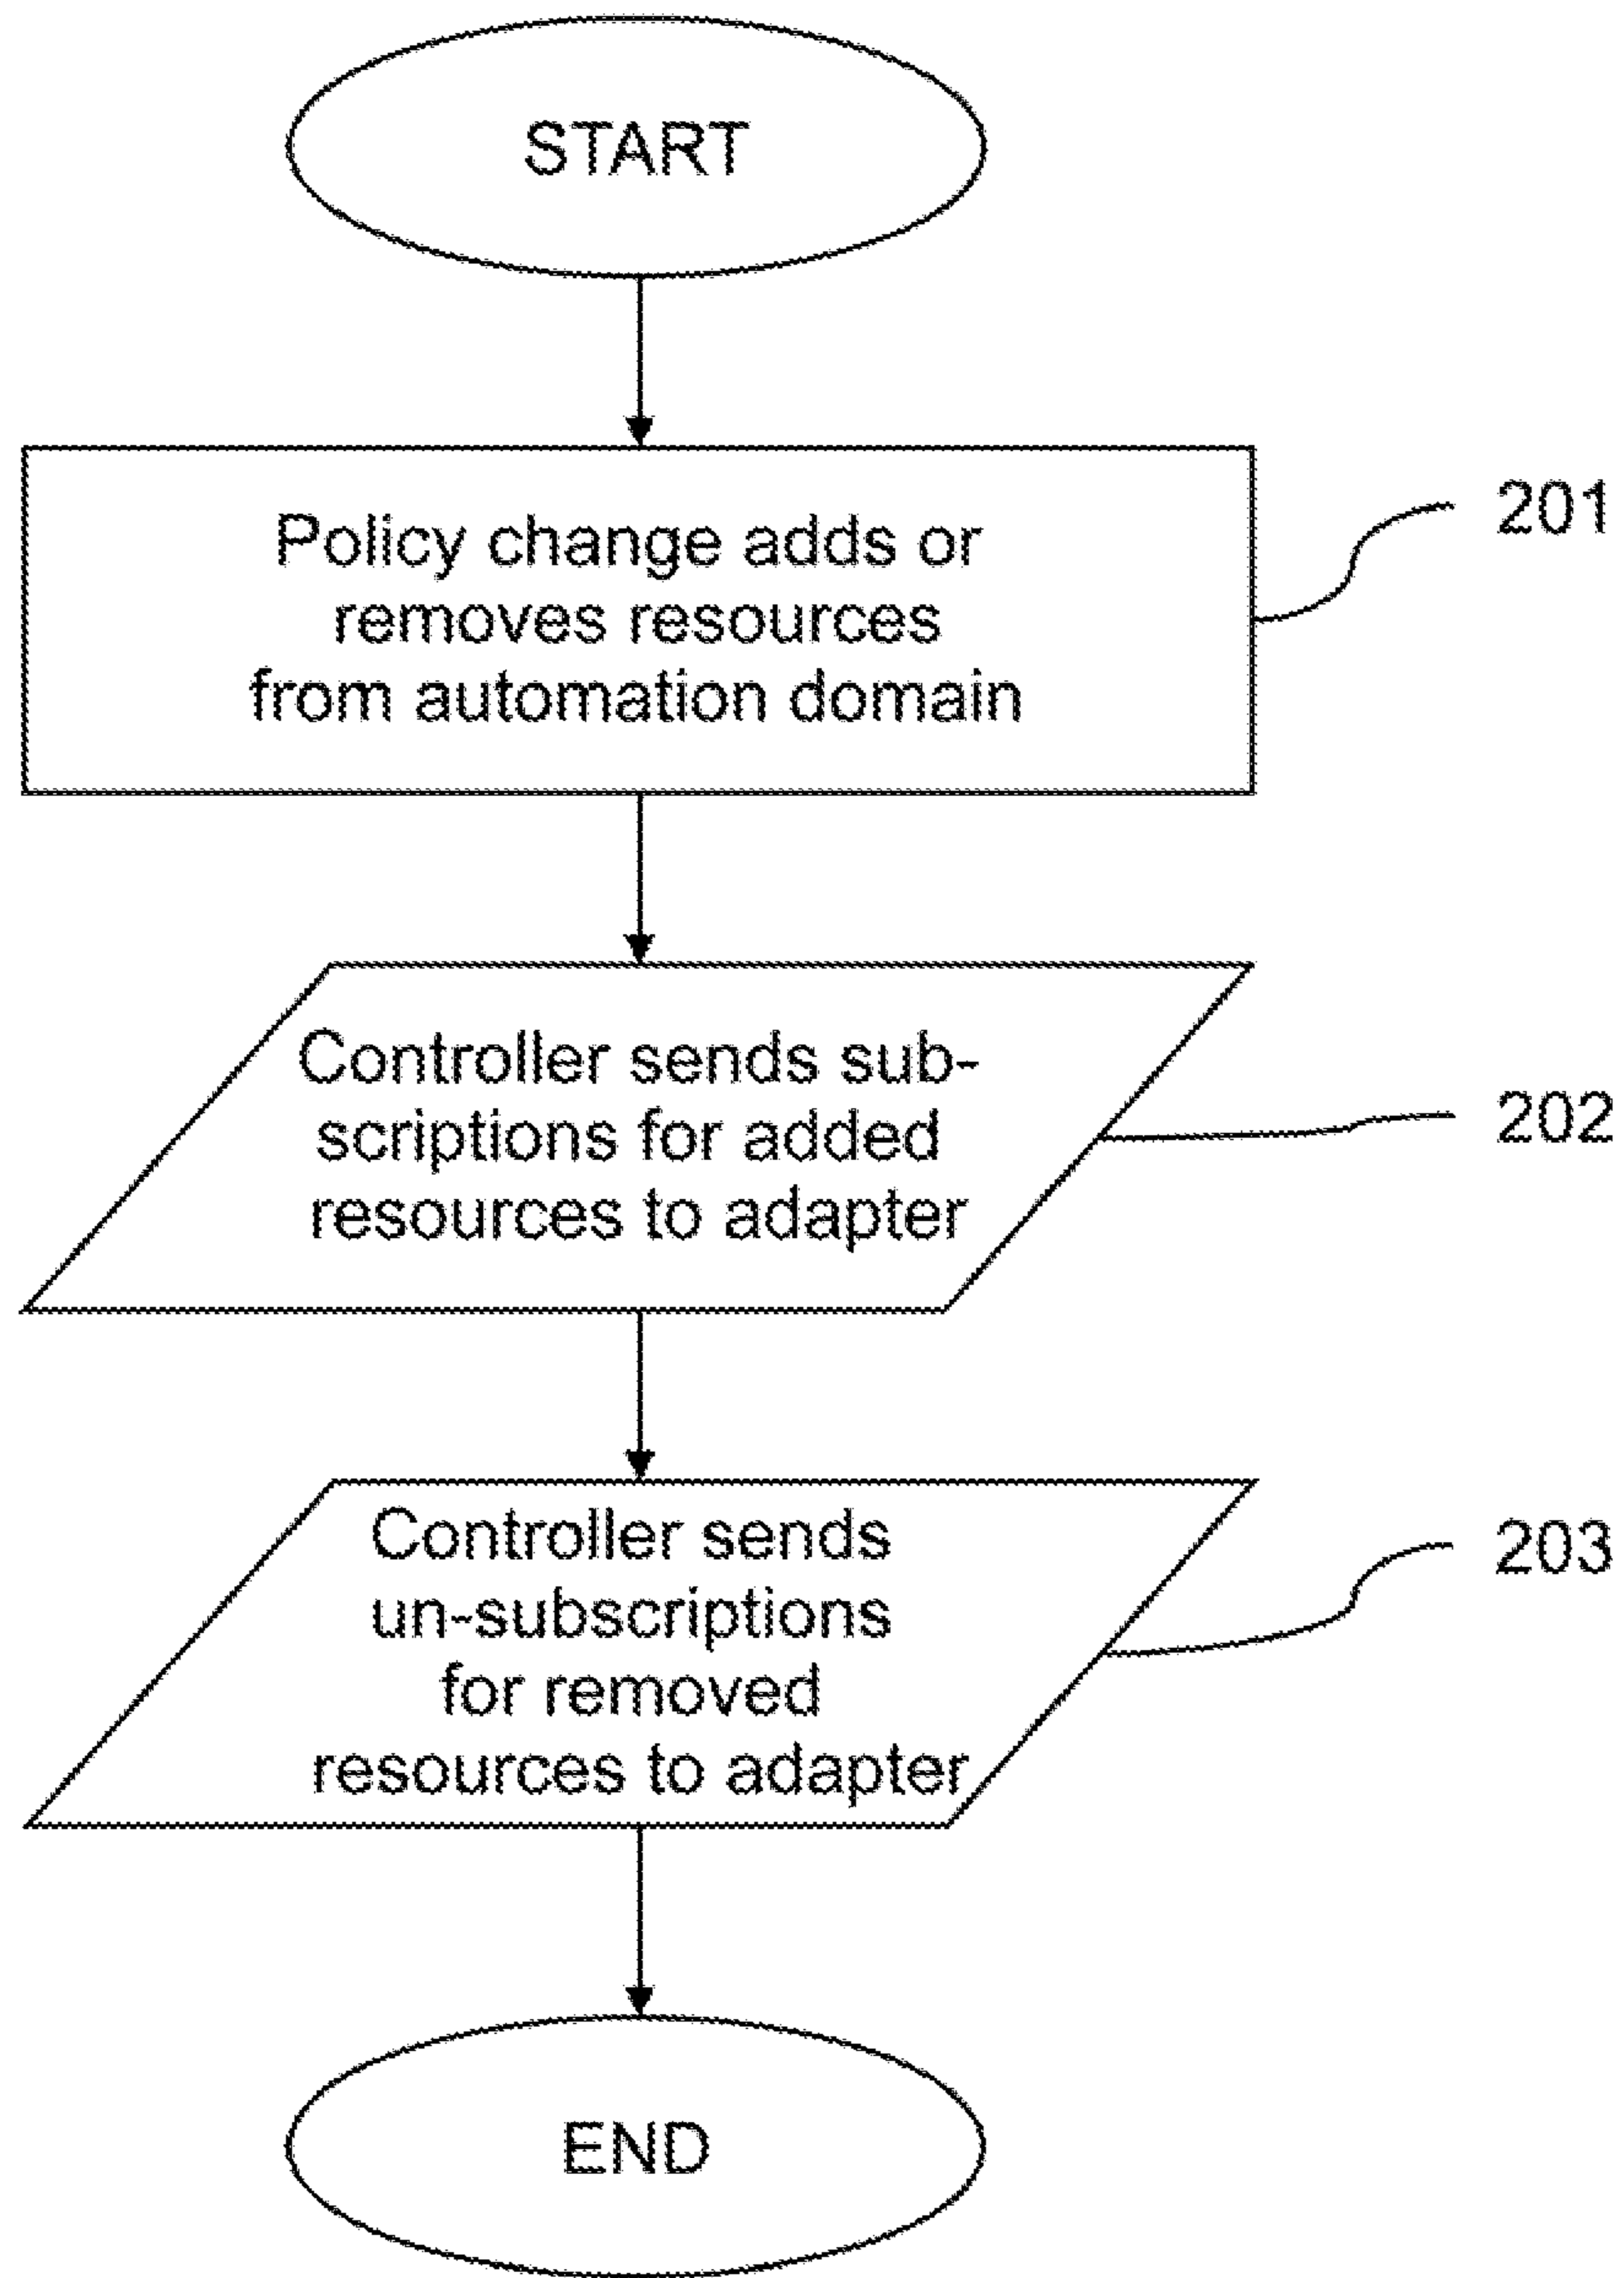 START
Policy change adds or
removes resources
from automation domain
201
Controller sends sub-
scriptions for added
resources to adapter
202
Controller sends
un-subscriptions
for removed
resources to adapter
203
END